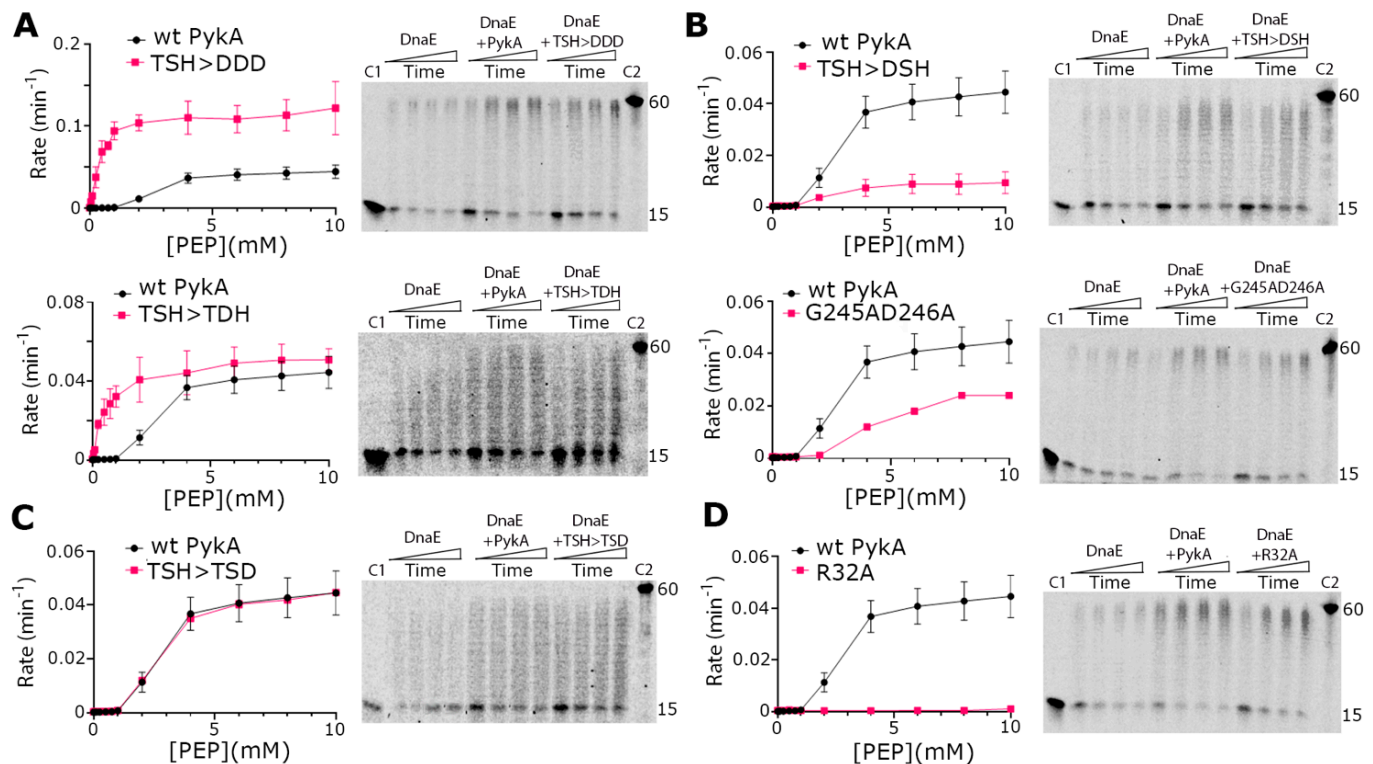 A
wt PykA
TSH>DDD
Rate (min-1)
0.2
0.1
0
0
5
10
[PEP](mM)
DnaE
DnaE
+PykA
DnaE
+TSH>DDD
C1
Time
Time
Time
C2
60
15
wt PykA
TSH>TDH
Rate (min-1)
0.08
0.04
0
0
5
10
[PEP](mM)
DnaE
DnaE
+PykA
DnaE
+TSH>TDH
C1
Time
Time
Time
C2
60
15
B
wt PykA
TSH>DSH
Rate (min-1)
0.06
0.04
0.02
0
0
5
10
[PEP](mM)
DnaE
DnaE
+PykA
DnaE
+TSH>DSH
C1
Time
Time
Time
C2
60
15
wt PykA
G245AD246A
Rate (min-1)
0.06
0.04
0.02
0
0
5
10
[PEP](mM)
DnaE
DnaE
+PykA
DnaE
+G245AD246A
C1
Time
Time
Time
C2
60
15
C
wt PykA
TSH>TSD
Rate (min-1)
0.06
0.04
0.02
0
0
5
10
[PEP](mM)
DnaE
DnaE
+PykA
DnaE
+TSH>TSD
C1
Time
Time
Time
C2
60
15
D
wt PykA
R32A
Rate (min-1)
0.06
0.04
0.02
0
0
5
10
[PEP](mM)
DnaE
DnaE
+PykA
DnaE
+R32A
C1
Time
Time
Time
C2
60
15